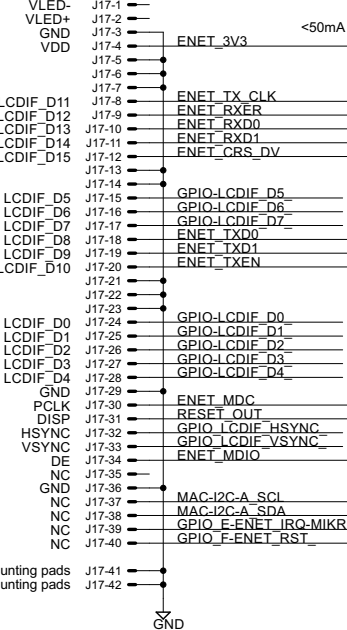 VLED- J17-1
<50mA
VLED+ J17-2
GND J17-3
VDD J17-4 ENET_3V3
J17-5
J17-6
J17-7
LCDIF_D11 J17-8 ENET_TX_CLK
LCDIF_D12 J17-9 ENET_RXER
LCDIF_D13 J17-10 ENET_RXD0
LCDIF_D14 J17-11 ENET_RXD1
LCDIF_D15 J17-12 ENET_CRS_DV
J17-13
J17-14
LCDIF_D5 J17-15 GPIO-LCDIF_D5_
LCDIF_D6 J17-16 GPIO-LCDIF_D6_
LCDIF_D7 J17-17 GPIO-LCDIF_D7_
LCDIF_D8 J17-18 ENET_TXD0
LCDIF_D9 J17-19 ENET_TXD1
LCDIF_D10 J17-20 ENET_TXEN
J17-21
J17-22
J17-23
LCDIF_D0 J17-24 GPIO-LCDIF_D0_
LCDIF_D1 J17-25 GPIO-LCDIF_D1_
LCDIF_D2 J17-26 GPIO-LCDIF_D2_
LCDIF_D3 J17-27 GPIO-LCDIF_D3_
LCDIF_D4 J17-28 GPIO-LCDIF_D4_
GND J17-29
PCLK J17-30 ENET_MDC
DISP J17-31 RESET_OUT_
HSYNC J17-32 GPIO_LCDIF_HSYNC_
VSYNC J17-33 GPIO_LCDIF_VSYNC_
DE J17-34 ENET_MDIO
NC J17-35
GND J17-36
NC J17-37 MAC-I2C-A_SCL
NC J17-38 MAC-I2C-A_SDA
NC J17-39 GPIO_E-ENET_IRQ-MIKR
NC J17-40 GPIO_F-ENET_RST_
unting pads J17-41
unting pads J17-42
GND